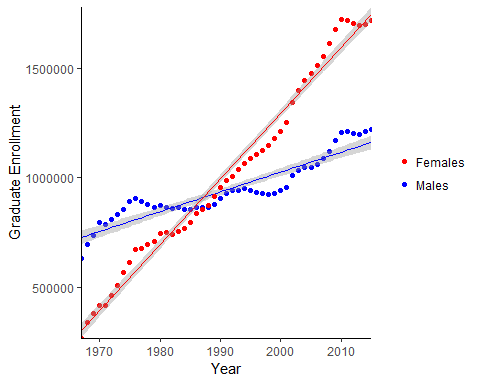 Graduate Enrollment
1500000
1000000
500000
1970 1980 1990 2000 2010
Year
Females
Males